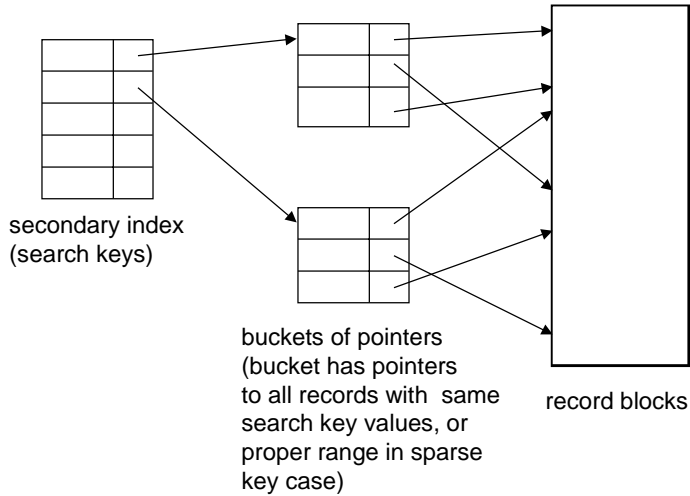 secondary index
(search keys)
buckets of pointers
(bucket has pointers
to all records with same
search key values, or
proper range in sparse
key case)
record blocks